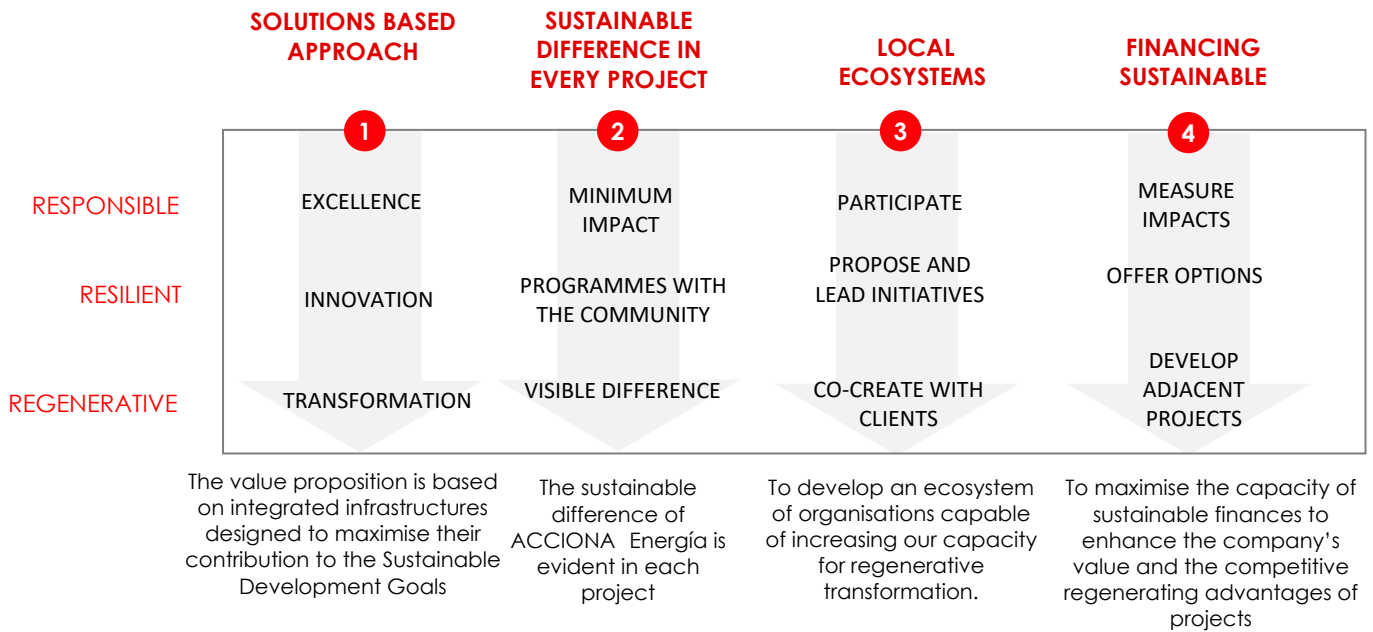 SOLUTIONS BASED
APPROACH
SUSTAINABLE
DIFFERENCE IN
EVERY PROJECT
LOCAL
ECOSYSTEMS
FINANCING
SUSTAINABLE
1
2
3
4
RESPONSIBLE
EXCELLENCE
MINIMUM
IMPACT
PARTICIPATE
MEASURE
IMPACTS
RESILIENT
INNOVATION
PROGRAMMES WITH
THE COMMUNITY
PROPOSE AND
LEAD INITIATIVES
OFFER OPTIONS
REGENERATIVE
TRANSFORMATION
VISIBLE DIFFERENCE
CO-CREATE WITH
CLIENTS
DEVELOP
ADJACENT
PROJECTS
The value proposition is based
on integrated infrastructures
designed to maximise their
contribution to the Sustainable
Development Goals
The sustainable
difference of
ACCIONA Energía is
evident in each
project
To develop an ecosystem
of organisations capable
of increasing our capacity
for regenerative
transformation.
To maximise the capacity of
sustainable finances to
enhance the company's
value and the competitive
regenerating advantages of
projects